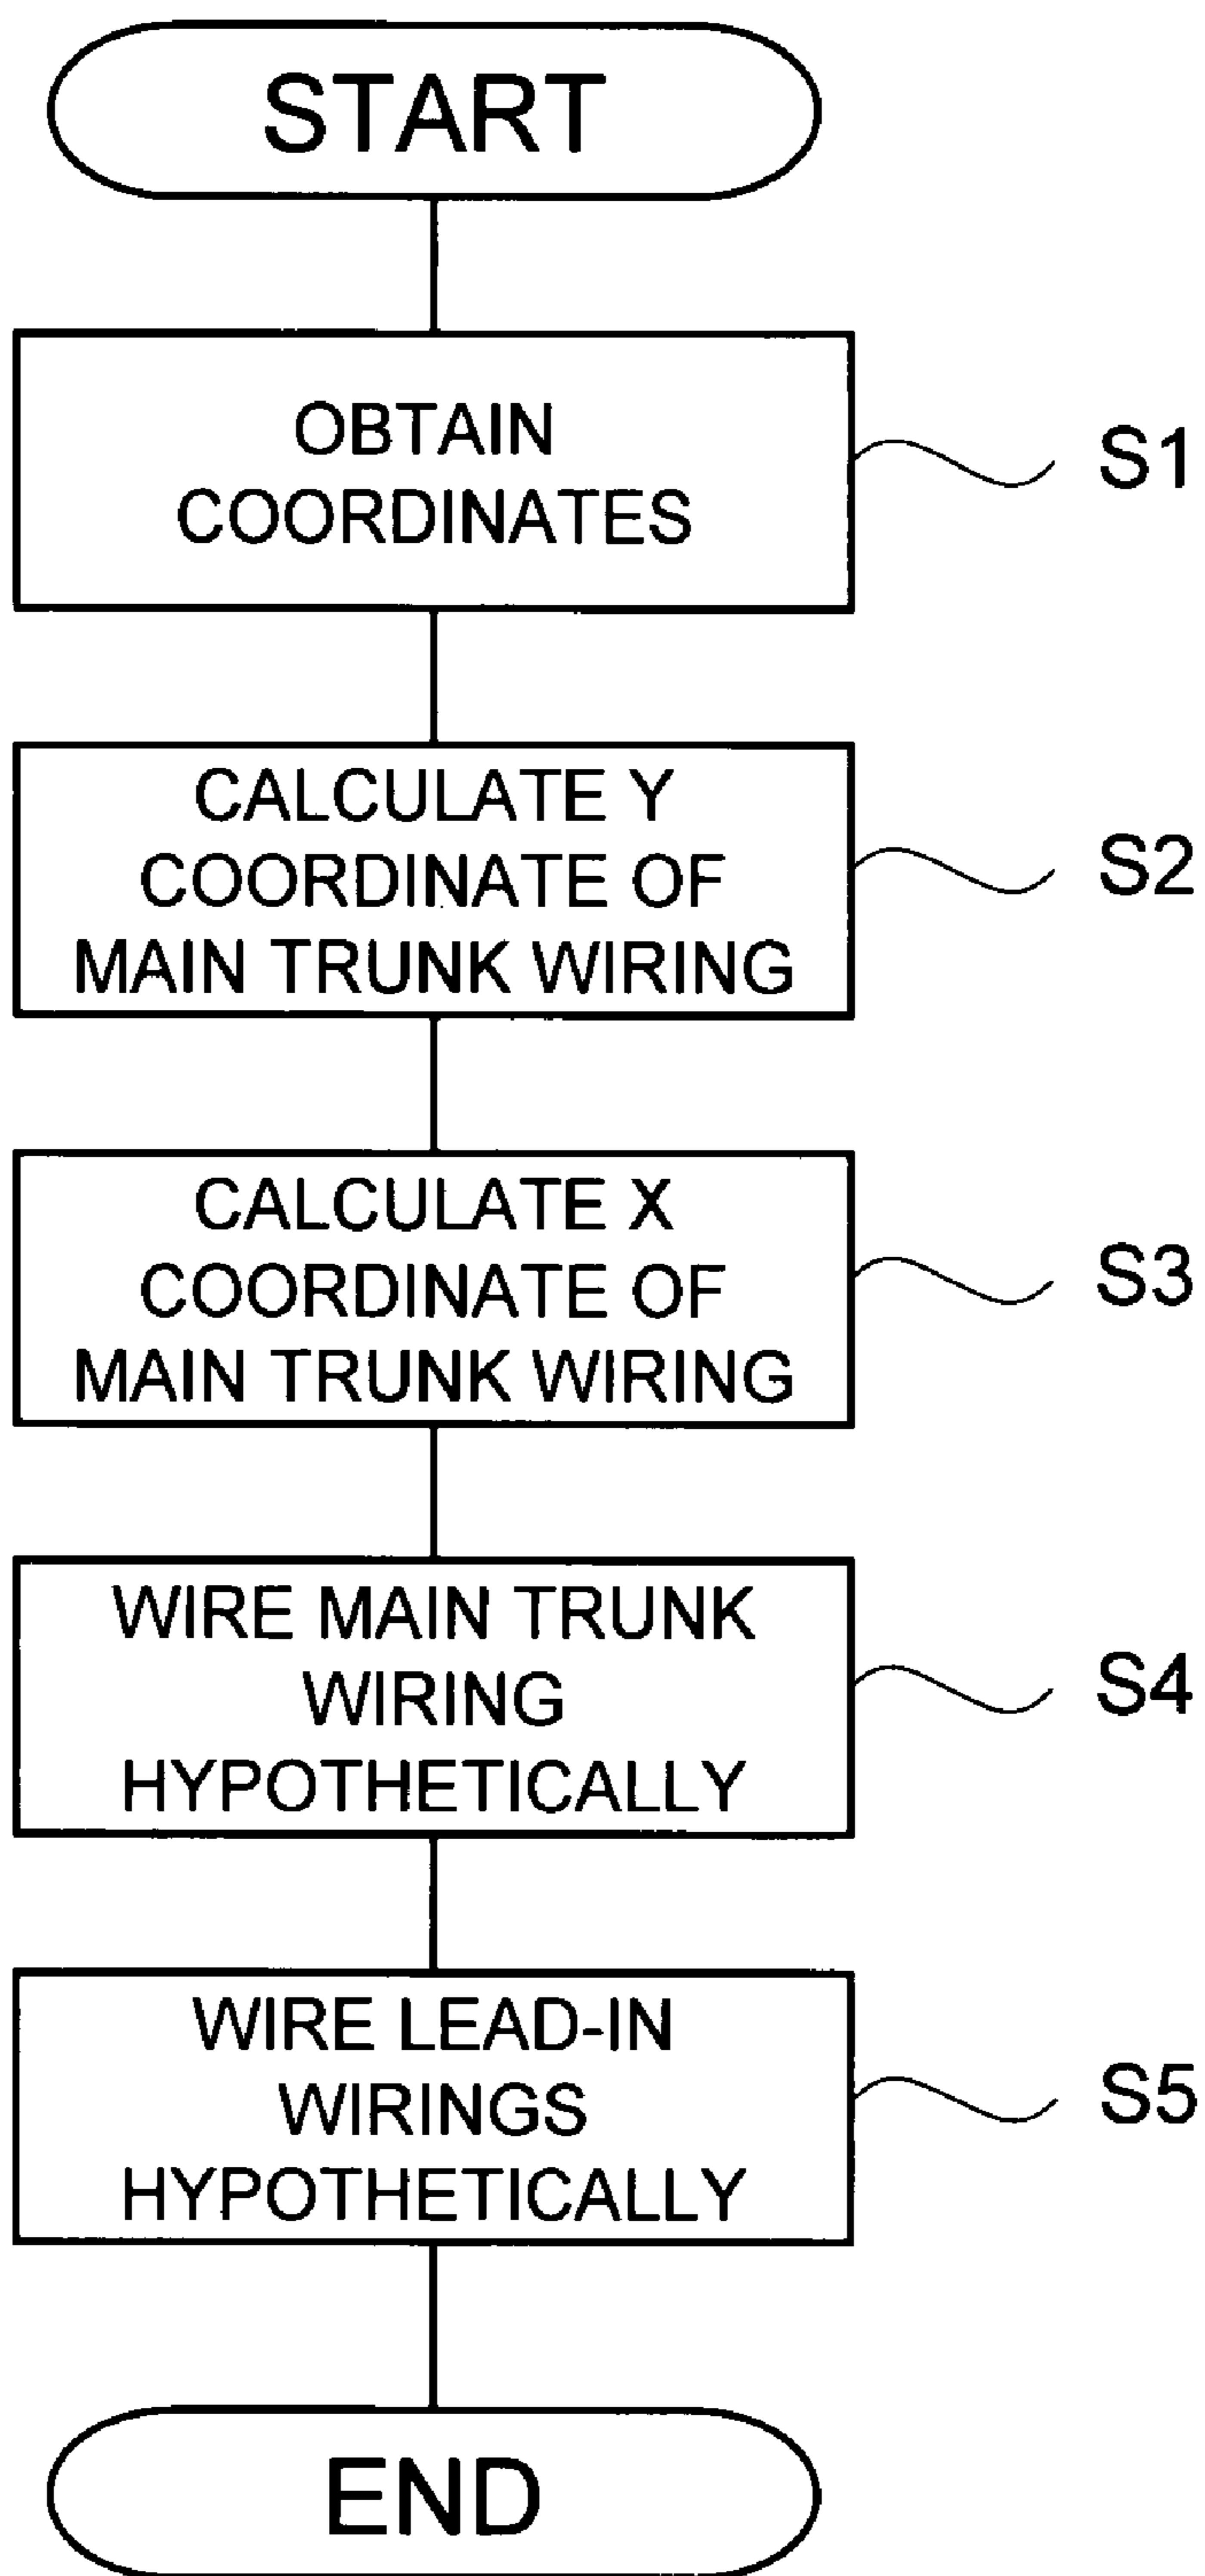 START
OBTAIN
COORDINATES
S1
CALCULATE Y
COORDINATE OF
MAIN TRUNK WIRING
S2
CALCULATE X
COORDINATE OF
MAIN TRUNK WIRING
S3
WIRE MAIN TRUNK
WIRING
HYPOTHETICALLY
S4
WIRE LEAD-IN
WIRINGS
HYPOTHETICALLY
S5
END